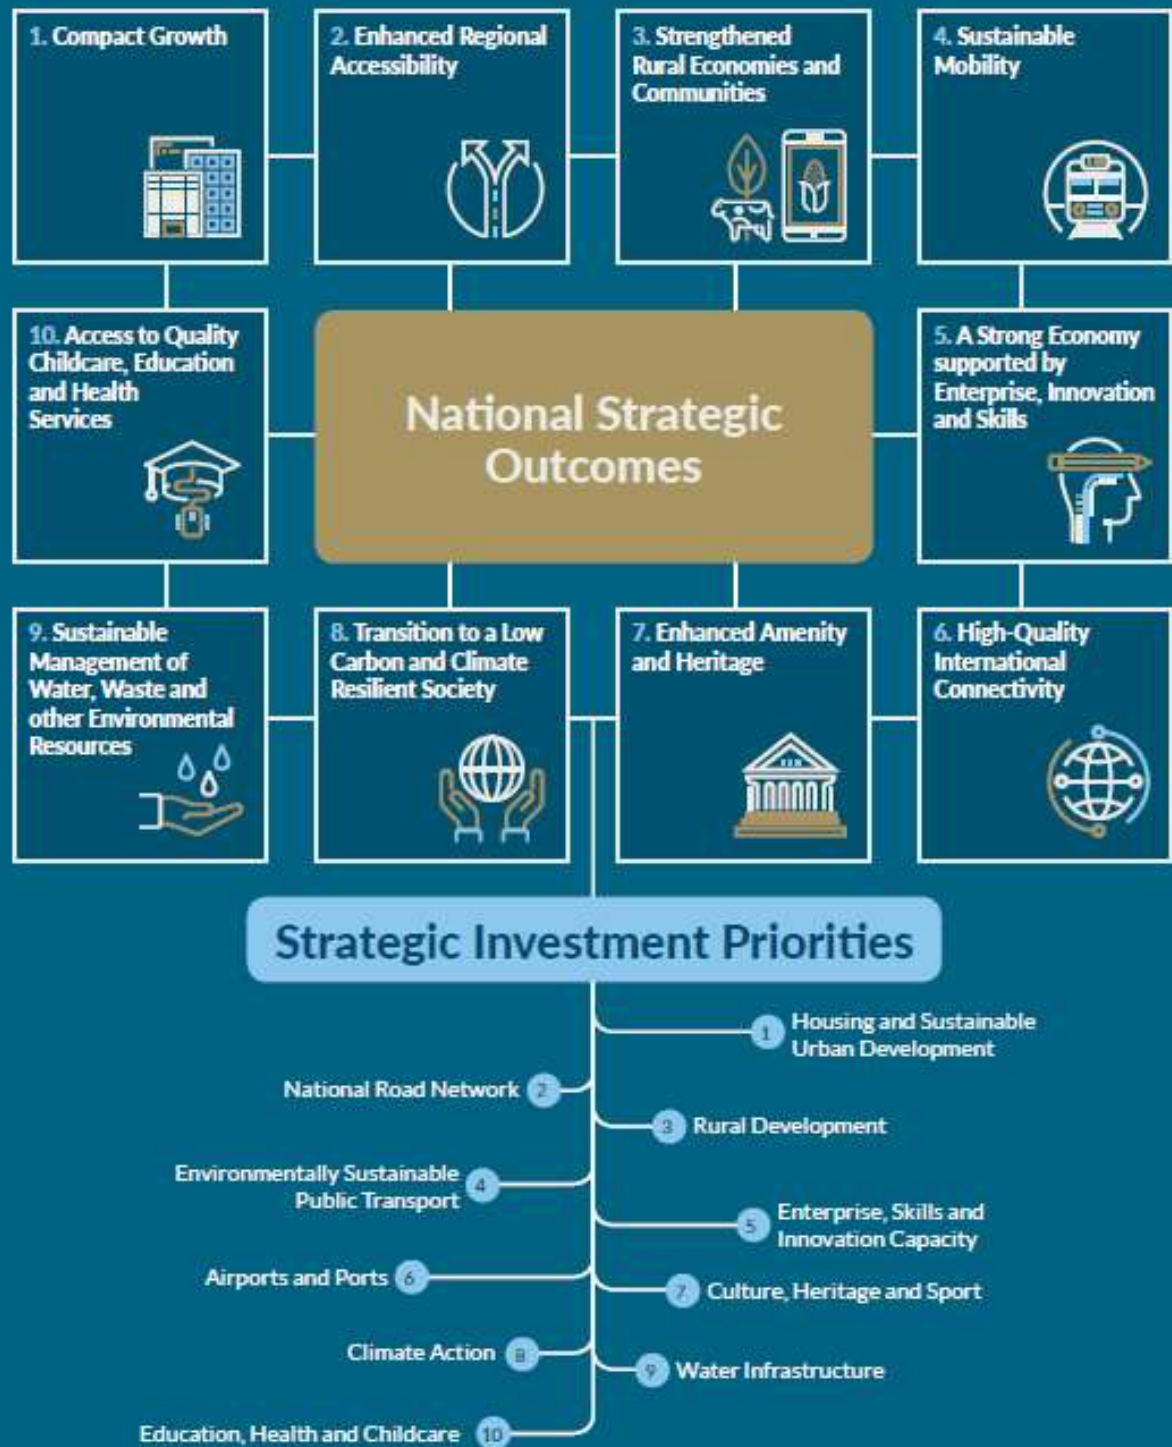 1. Compact Growth
2. Enhanced Regional
Accessibility
3. Strengthened
Rural Economies and
Communities
4. Sustainable
Mobility
10. Access to Quality
Childcare, Education
and Health
Services
National Strategic
Outcomes
5. A Strong Economy
supported by
Enterprise, Innovation
and Skills
9. Sustainable
Management of
Water, Waste and
other Environmental
Resources
8. Transition to a Low
Carbon and Climate
Resilient Society
7. Enhanced Amenity
and Heritage
6. High-Quality
International
Connectivity
Strategic Investment Priorities
1 Housing and Sustainable
Urban Development
National Road Network 2
3 Rural Development
Environmentally Sustainable
Public Transport 4
5 Enterprise, Skills and
Innovation Capacity
Airports and Ports 6
7 Culture, Heritage and Sport
Climate Action 8
9 Water Infrastructure
Education, Health and Childcare 10